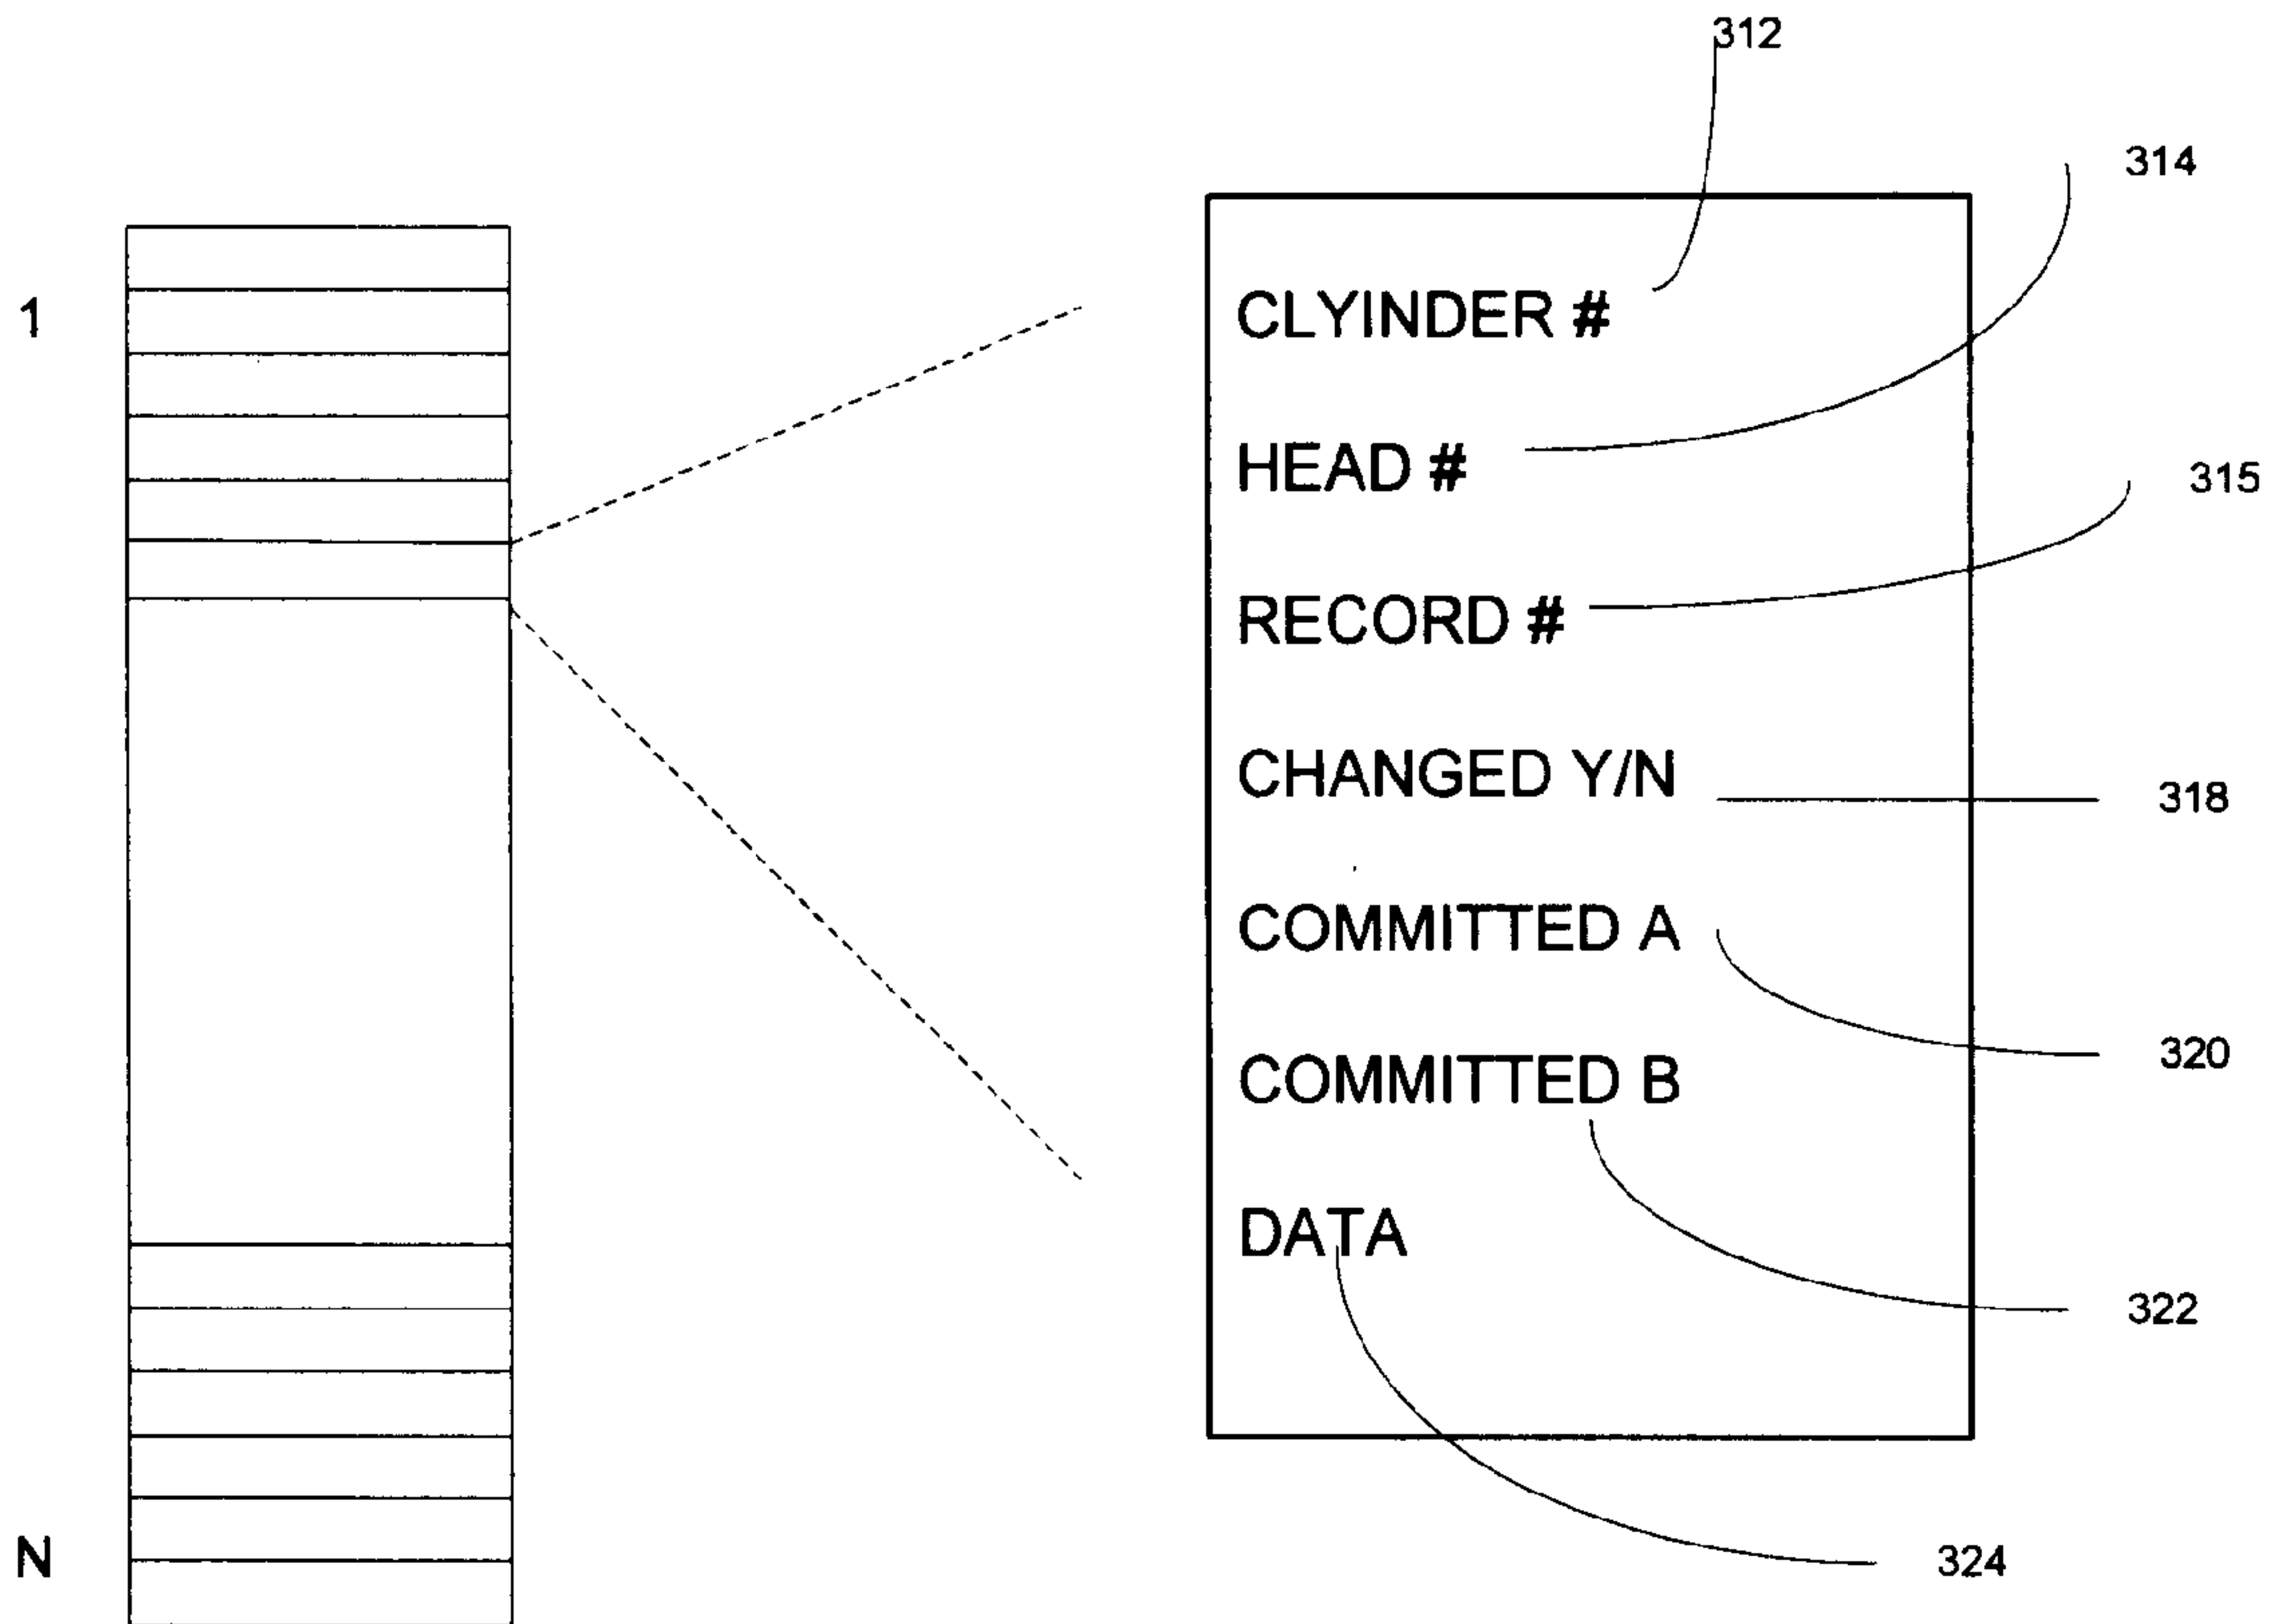 312
314
1
CLYINDER #
HEAD #
315
RECORD #
CHANGED Y/N
318
COMMITTED A
320
COMMITTED B
DATA
322
N
324